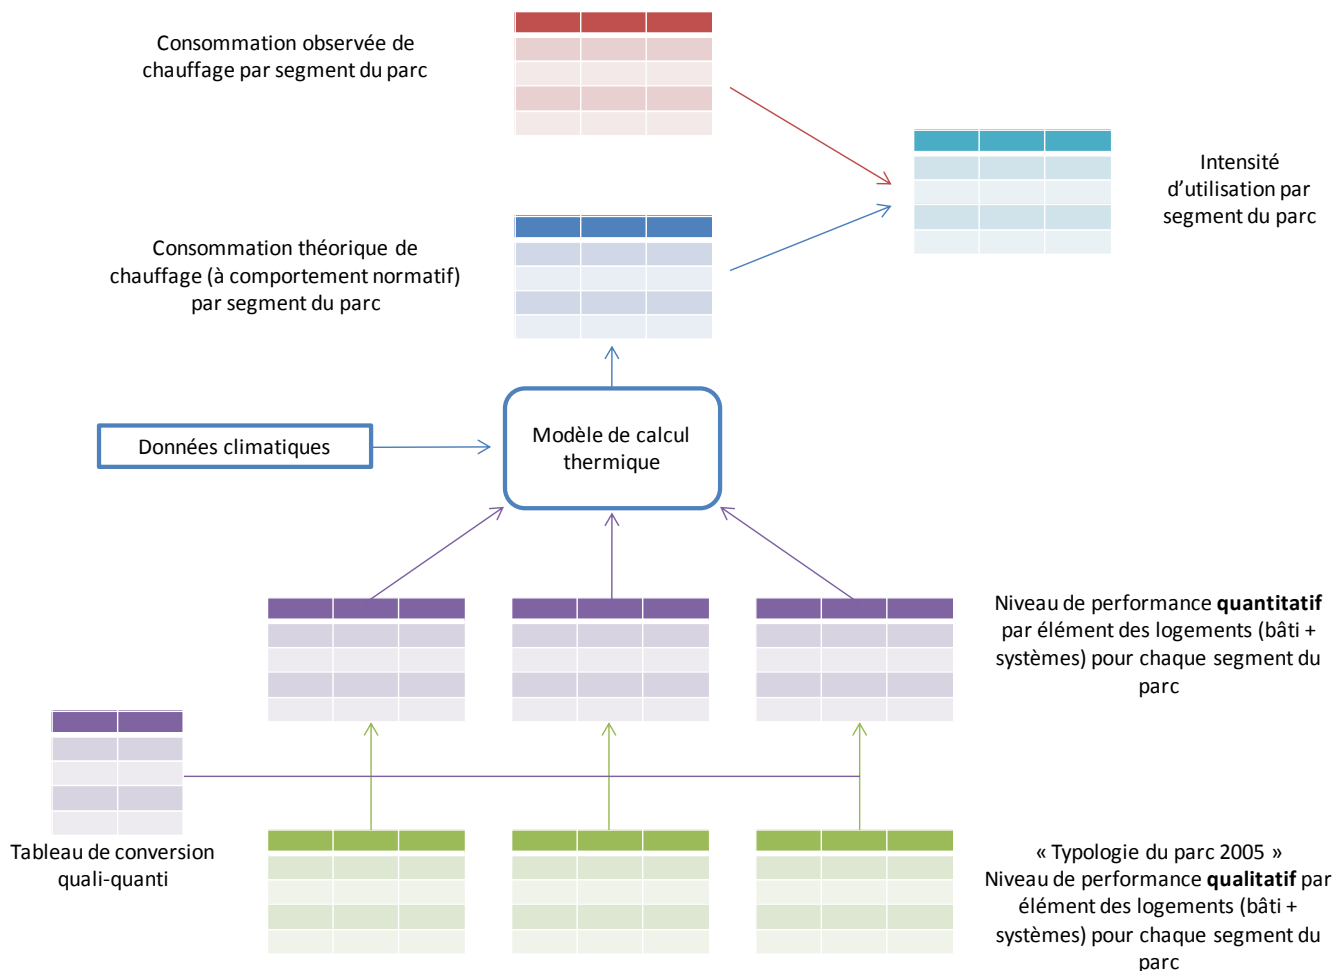 Consommation observée de
chauffage par segment du parc
Intensité
d'utilisation par
segment du parc
Consommation théorique de
chauffage (à comportement normatif)
par segment du parc
Données climatiques
Modèle de calcul
thermique
Niveau de performance quantitatif
par élément des logements (bâti +
systèmes) pour chaque segment du
parc
Tableau de conversion
quali-quanti
« Typologie du parc 2005 »
Niveau de performance qualitatif par
élément des logements (bâti +
systèmes) pour chaque segment du
parc